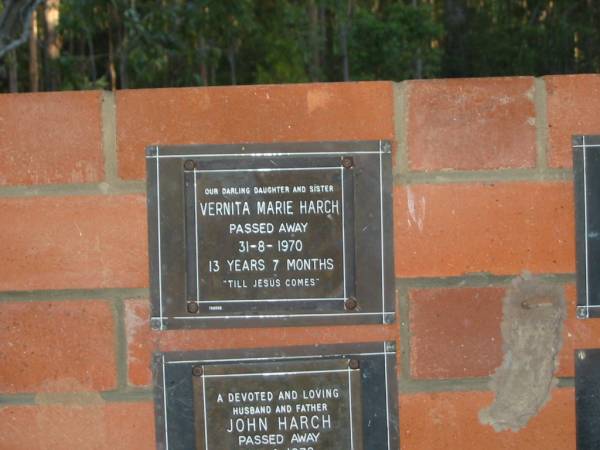 OUR DARLING DAUGHTER AND SISTER
VERNITA MARIE HARCH
PASSED AWAY
31-8-1970
13 YEARS 7 MONTHS
"TILL JESUS COMES"
A DEVOTED AND LOVING
HUSBAND AND FATHER
JOHN HARCH
PASSED AWAY